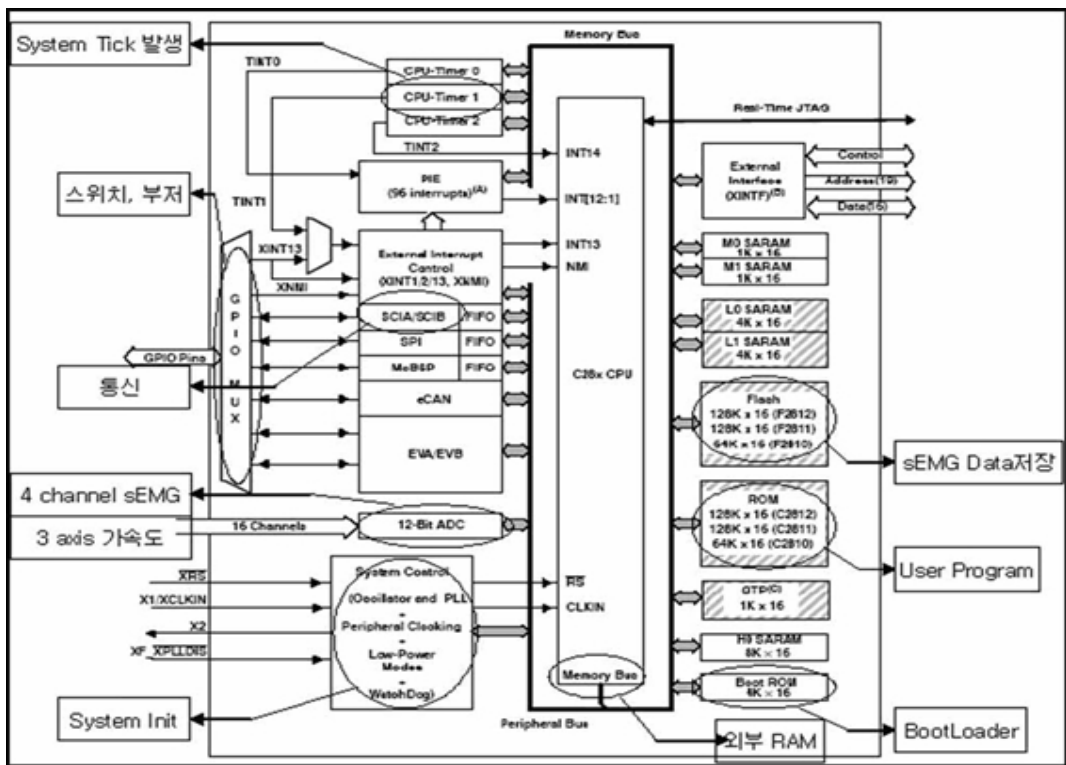 System Tick 발생
스위치, 부저
통신
4 channel sEMG
3 axis 가속도
System Init
Memory Bus
TINT0
CPU-Timer 0
CPU-Timer 1
CPU-Timer 2
TINT2
INT14
Real-Time JTAG
PIE
(96 interrupts)(A)
INT[12:1]
External
Interface
(XINTF)(B)
Control
Address(19)
Data(16)
TINT1
XINT13
External Interrupt
Control
(XINT1/2/13, XNMI)
INT13
NMI
XNMI
GPIO MUX
GPIO Pins
SCIA/SCIB
FIFO
SPI
FIFO
McBSP
FIFO
eCAN
EVA/EVB
C28x CPU
M0 SARAM
1K x 16
M1 SARAM
1K x 16
L0 SARAM
4K x 16
L1 SARAM
4K x 16
Flash
128K x 16 (F2812)
128K x 16 (F2811)
64K x 16 (F2810)
sEMG Data저장
16 Channels
12-Bit ADC
ROM
128K x 16 (C2812)
128K x 16 (C2811)
64K x 16 (C2810)
User Program
XRS
X1/XCLKIN
X2
XF_XPLLDIS
System Control
(Oscillator and PLL
+
Peripheral Clocking
+
Low-Power
Modes
+
WatchDog)
RS
CLKIN
OTP(C)
1K x 16
H0 SARAM
8K × 16
Boot ROM
4K × 16
Memory Bus
Peripheral Bus
외부 RAM
BootLoader